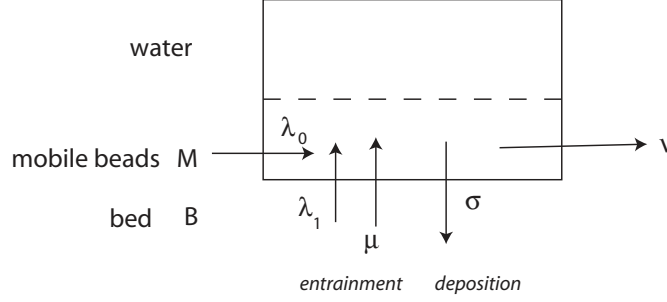 water
λ0
ν
mobile beads M
λ1
σ
bed B
μ
entrainment deposition